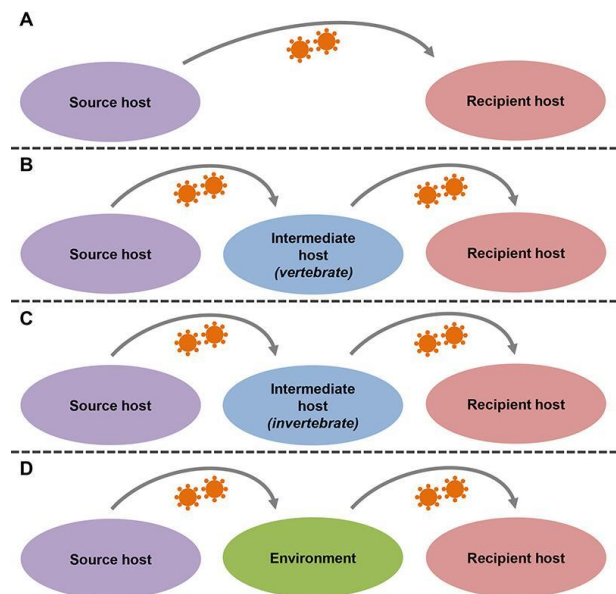 A
Source host
Recipient host
B
Source host
Intermediate
host
(vertebrate)
Recipient host
C
Source host
Intermediate
host
(invertebrate)
Recipient host
D
Source host
Environment
Recipient host